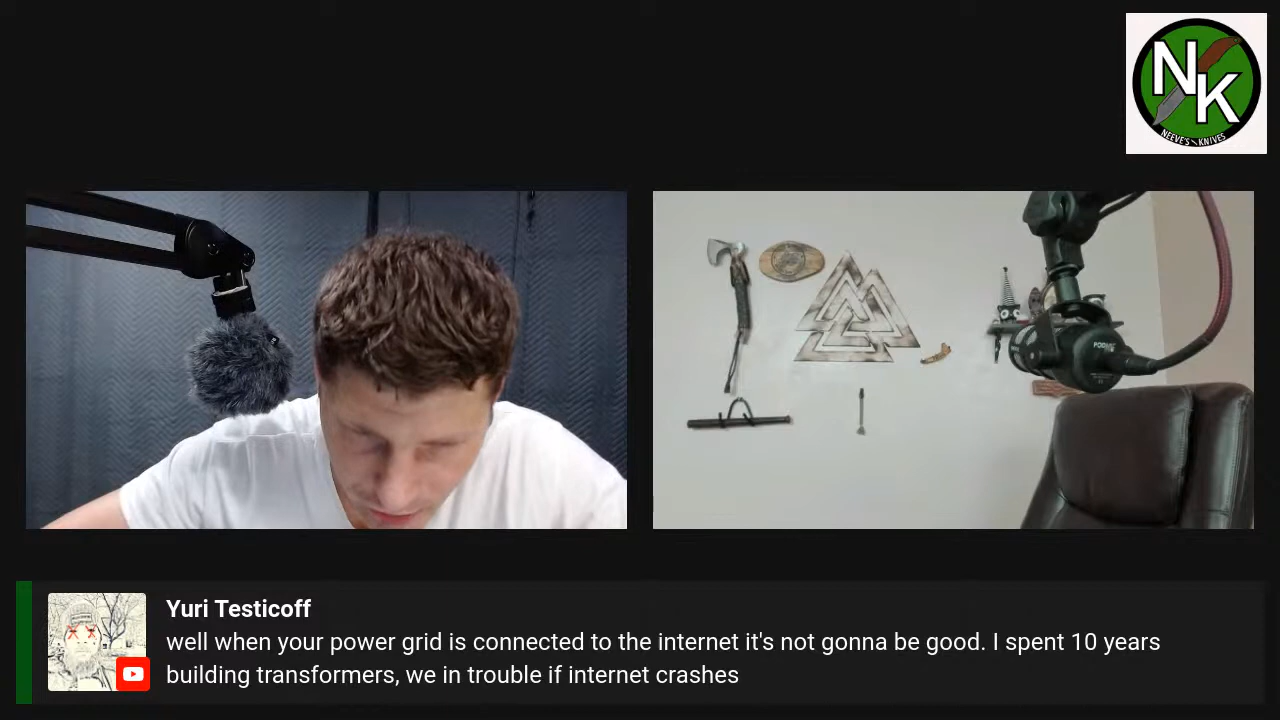 NK
NEEVE'S KNIVES
Yuri Testicoff
well when your power grid is connected to the internet it's not gonna be good. I spent 10 years
building transformers, we in trouble if internet crashes